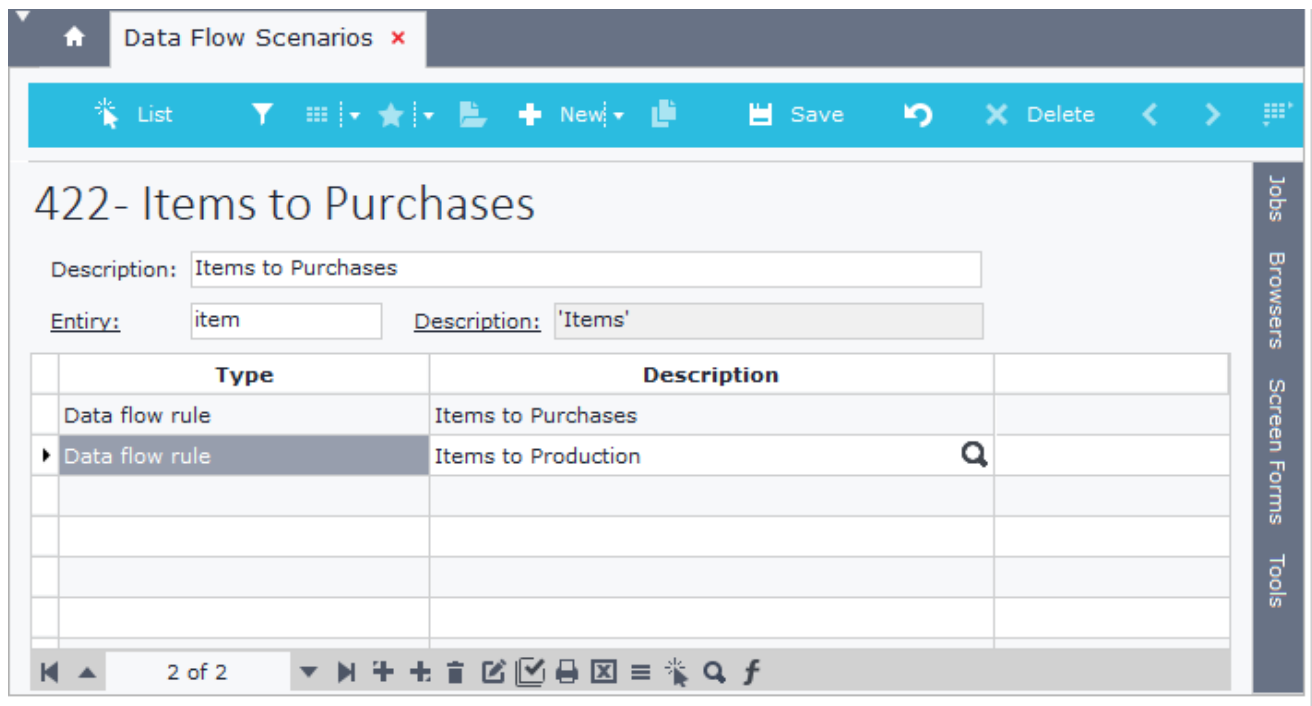 Data Flow Scenarios
List New Save Delete
422- Items to Purchases
Description: Items to Purchases
Entiry: item Description: 'Items'
Type Description
Data flow rule Items to Purchases
Data flow rule Items to Production
2 of 2
Jobs
Browsers
Screen Forms
Tools